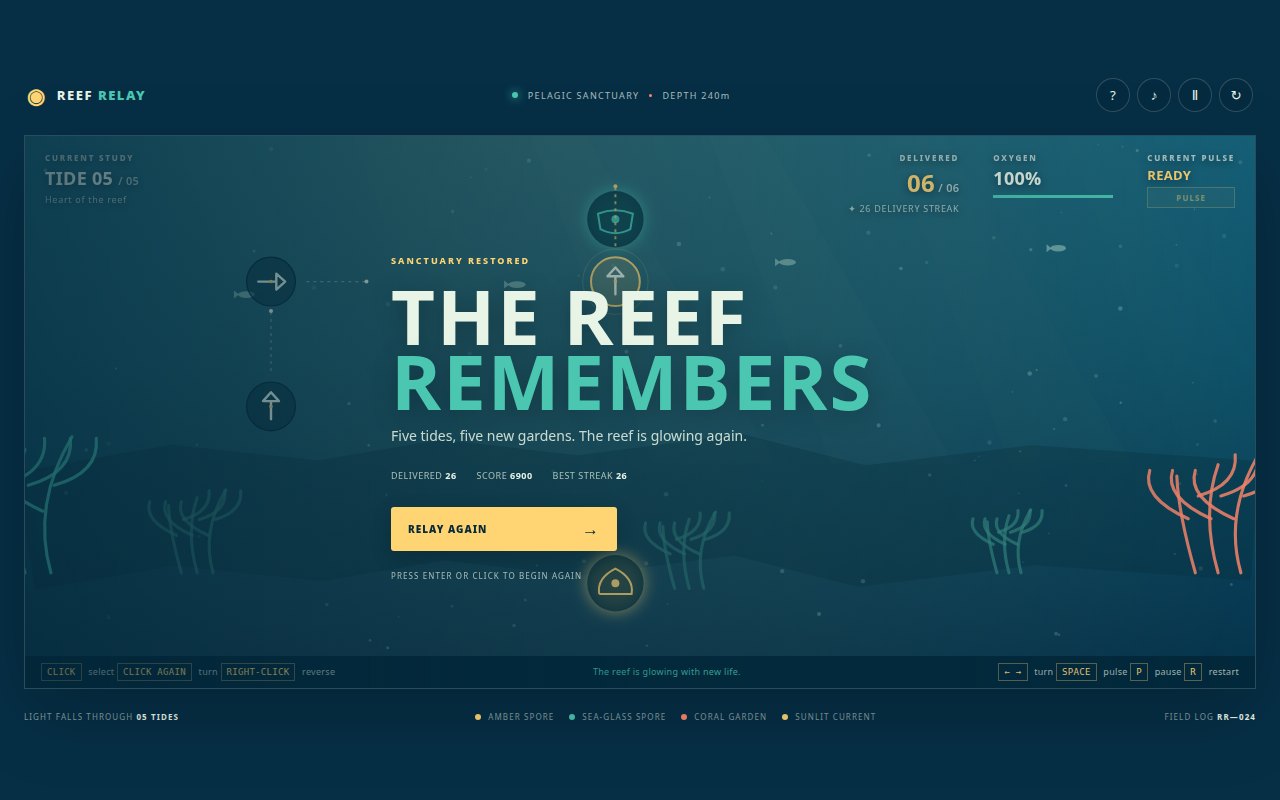 REEF RELAY
PELAGIC SANCTUARY • DEPTH 240m
? ♪ Ⅱ ↻
CURRENT STUDY
TIDE 05 / 05
Heart of the reef
DELIVERED
06 / 06
✦ 26 DELIVERY STREAK
OXYGEN
100%
CURRENT PULSE
READY
PULSE
SANCTUARY RESTORED
THE REEF
REMEMBERS
Five tides, five new gardens. The reef is glowing again.
DELIVERED 26 SCORE 6900 BEST STREAK 26
RELAY AGAIN →
PRESS ENTER OR CLICK TO BEGIN AGAIN
CLICK select CLICK AGAIN turn RIGHT-CLICK reverse
The reef is glowing with new life.
← → turn SPACE pulse P pause R restart
LIGHT FALLS THROUGH 05 TIDES
AMBER SPORE SEA-GLASS SPORE CORAL GARDEN SUNLIT CURRENT
FIELD LOG RR—024